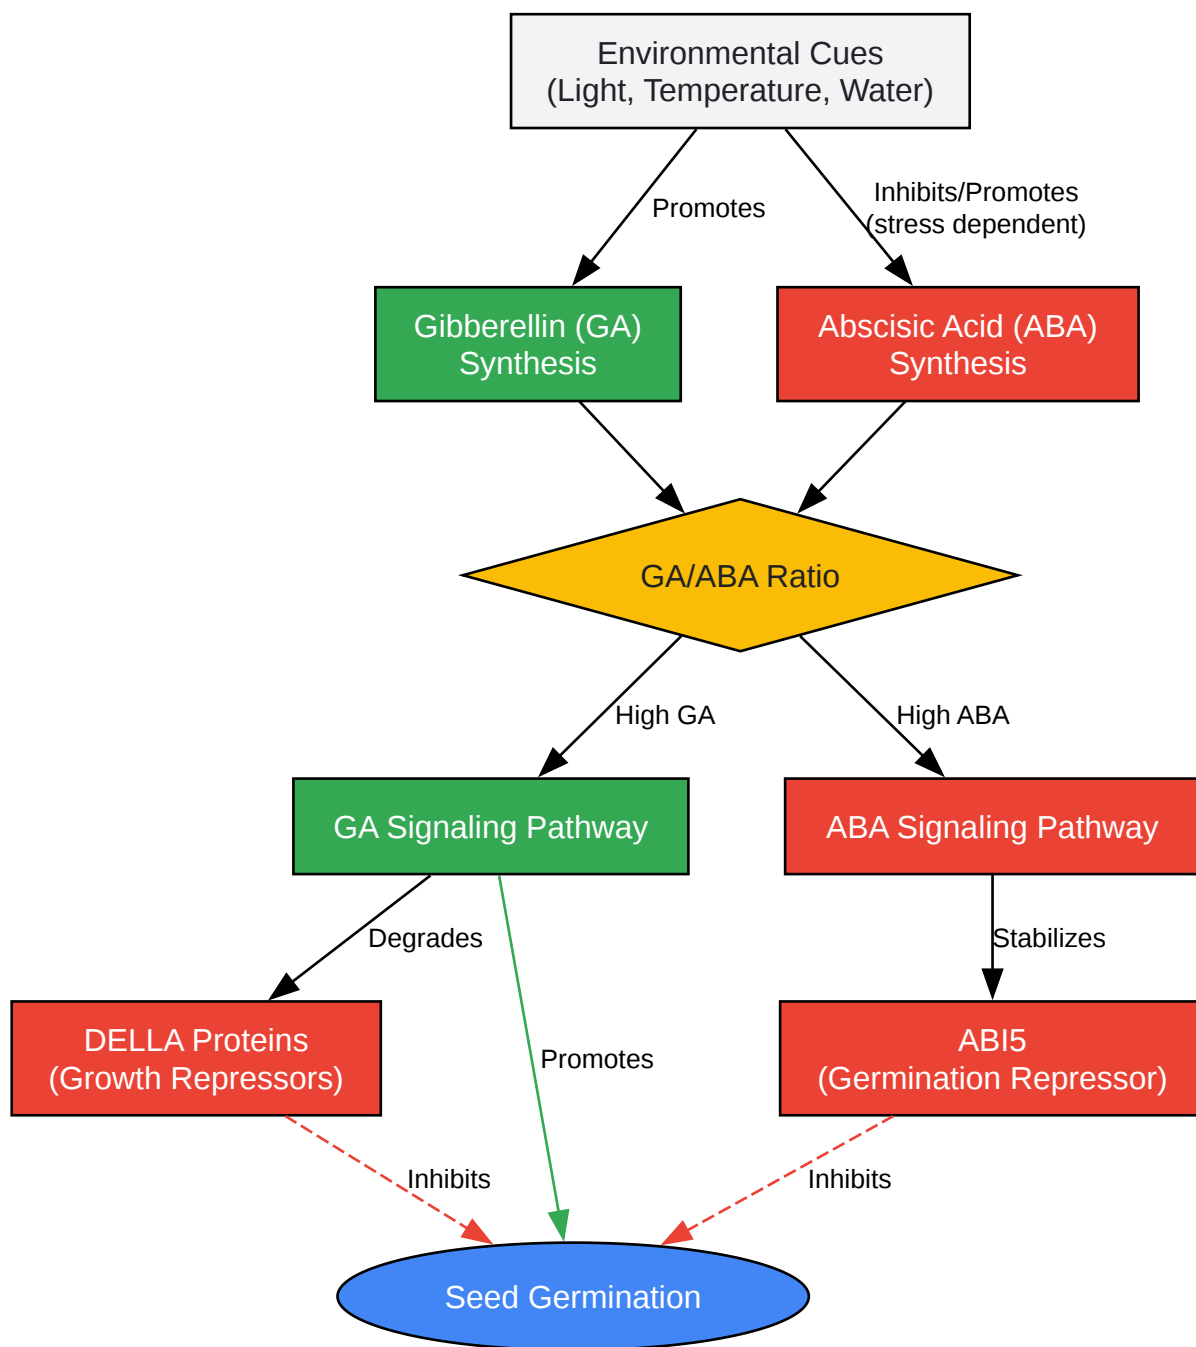 Environmental Cues
(Light, Temperature, Water)
Promotes
Inhibits/Promotes
(stress dependent)
Gibberellin (GA)
Synthesis
Abscisic Acid (ABA)
Synthesis
GA/ABA Ratio
High GA
High ABA
GA Signaling Pathway
ABA Signaling Pathway
Degrades
Stabilizes
DELLA Proteins
(Growth Repressors)
Promotes
ABI5
(Germination Repressor)
Inhibits
Inhibits
Seed Germination